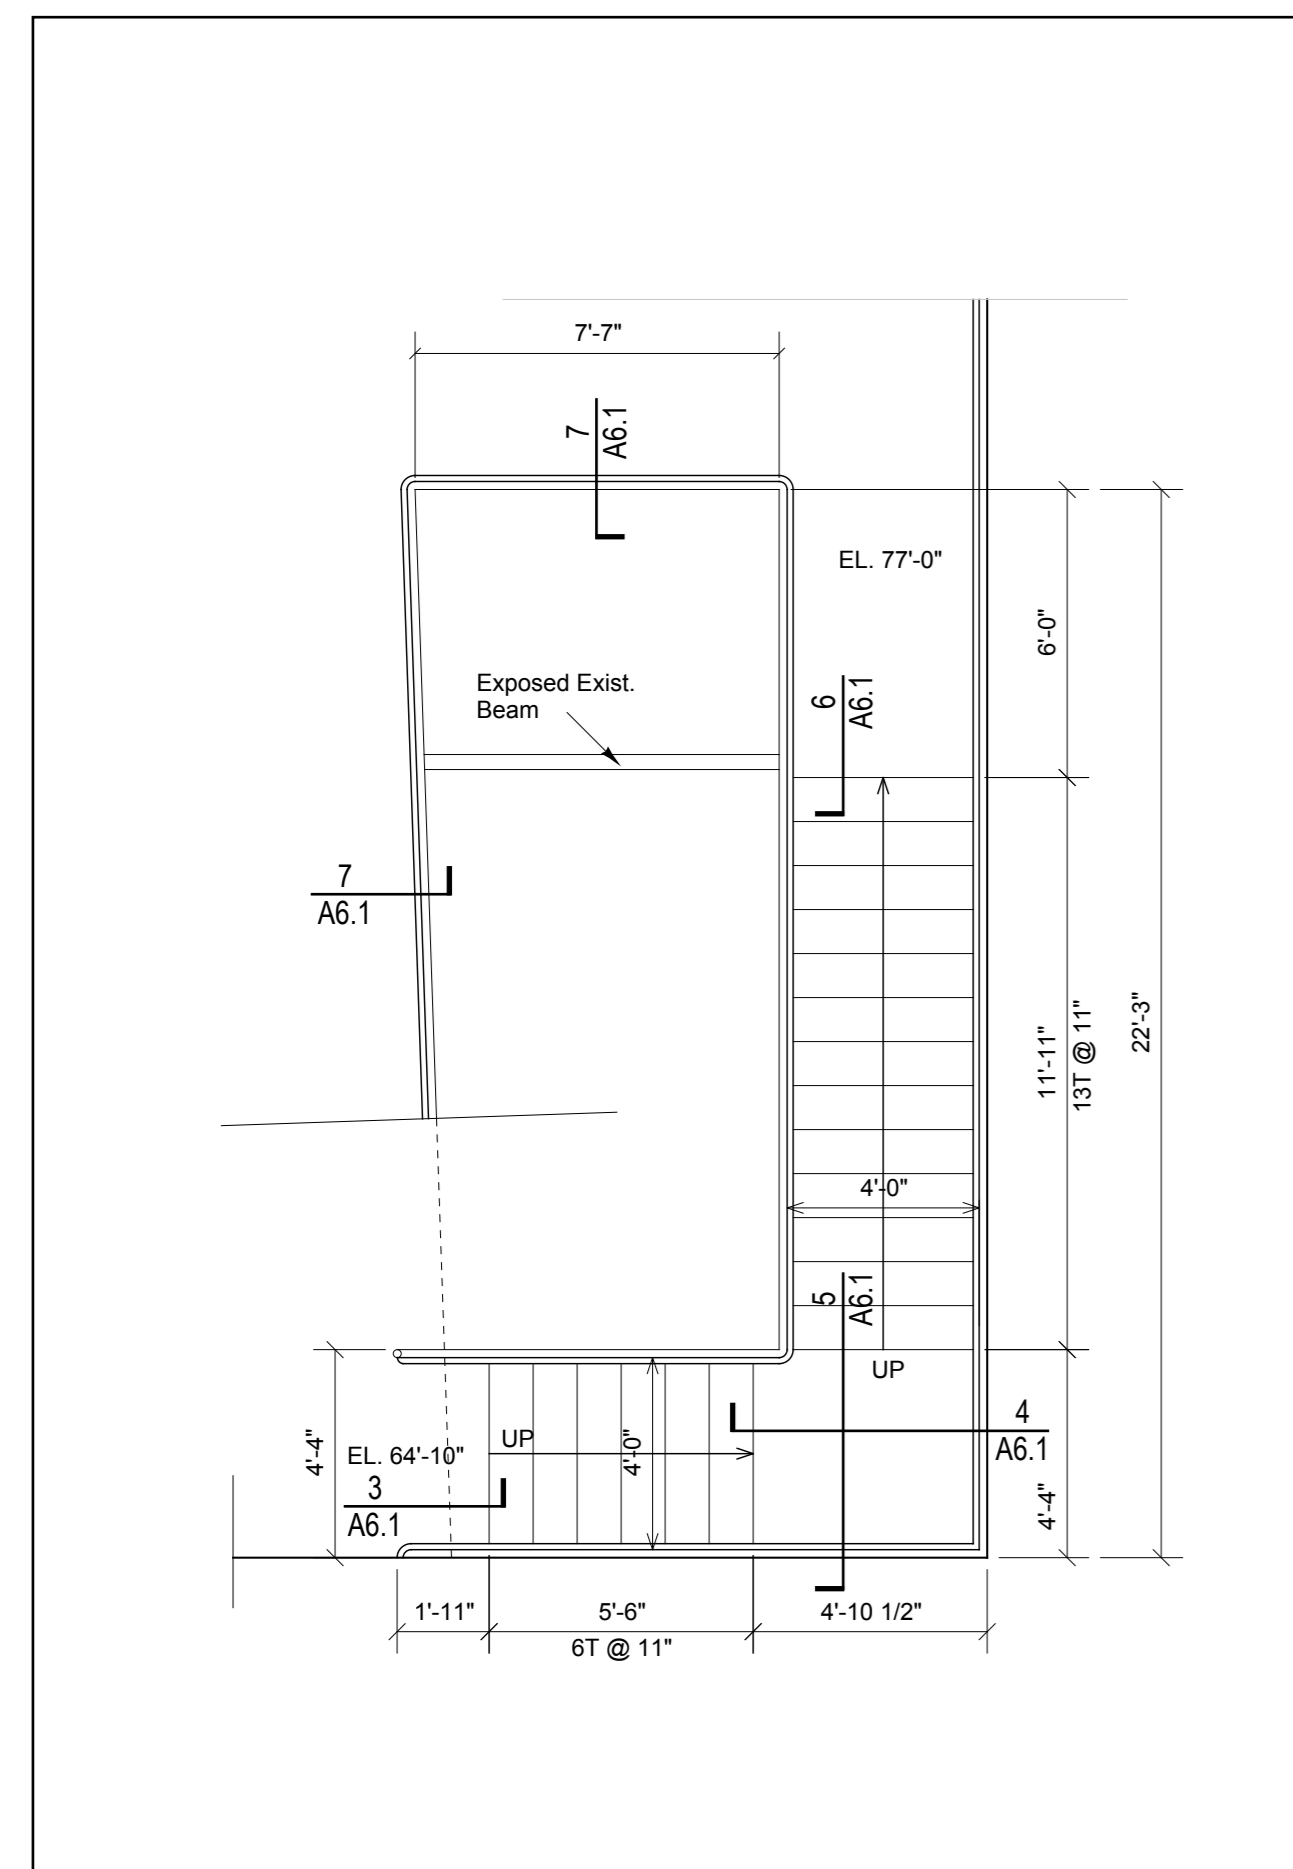 7'-7"
7
A6.1
EL. 77'-0"
6'-0"
Exposed Exist.
Beam
6
A6.1
7
A6.1
11'-11"
13T @ 11"
22'-3"
4'-0"
5
A6.1
UP
4'-4"
EL. 64'-10"
UP
4'-0"
4
A6.1
3
A6.1
4'-4"
1'-11"
5'-6"
6T @ 11"
4'-10 1/2"